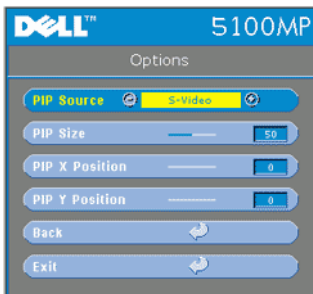 DELL™ 5100MP
Options
PIP Source S-Video
PIP Size 50
PIP X Position 0
PIP Y Position 0
Back
Exit